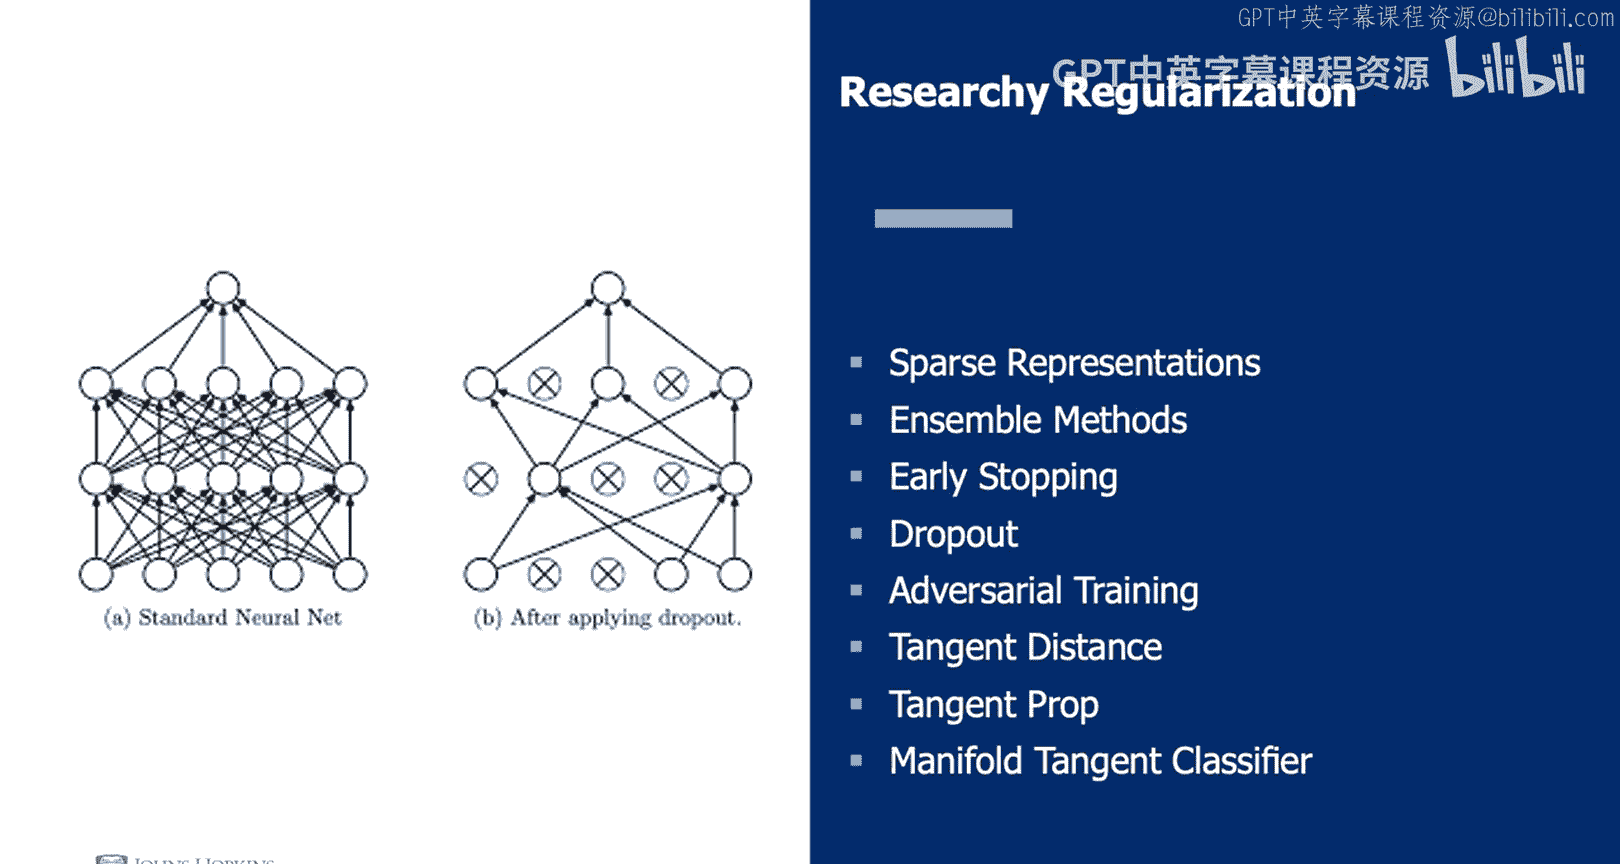 GPT中英字幕课程资源@bilibili.com
GPT中英字幕课程资源 bilibili
Researchy Regularization
Sparse Representations
Ensemble Methods
Early Stopping
Dropout
Adversarial Training
Tangent Distance
Tangent Prop
Manifold Tangent Classifier
(a) Standard Neural Net
(b) After applying dropout.
JOHNS HOPKINS